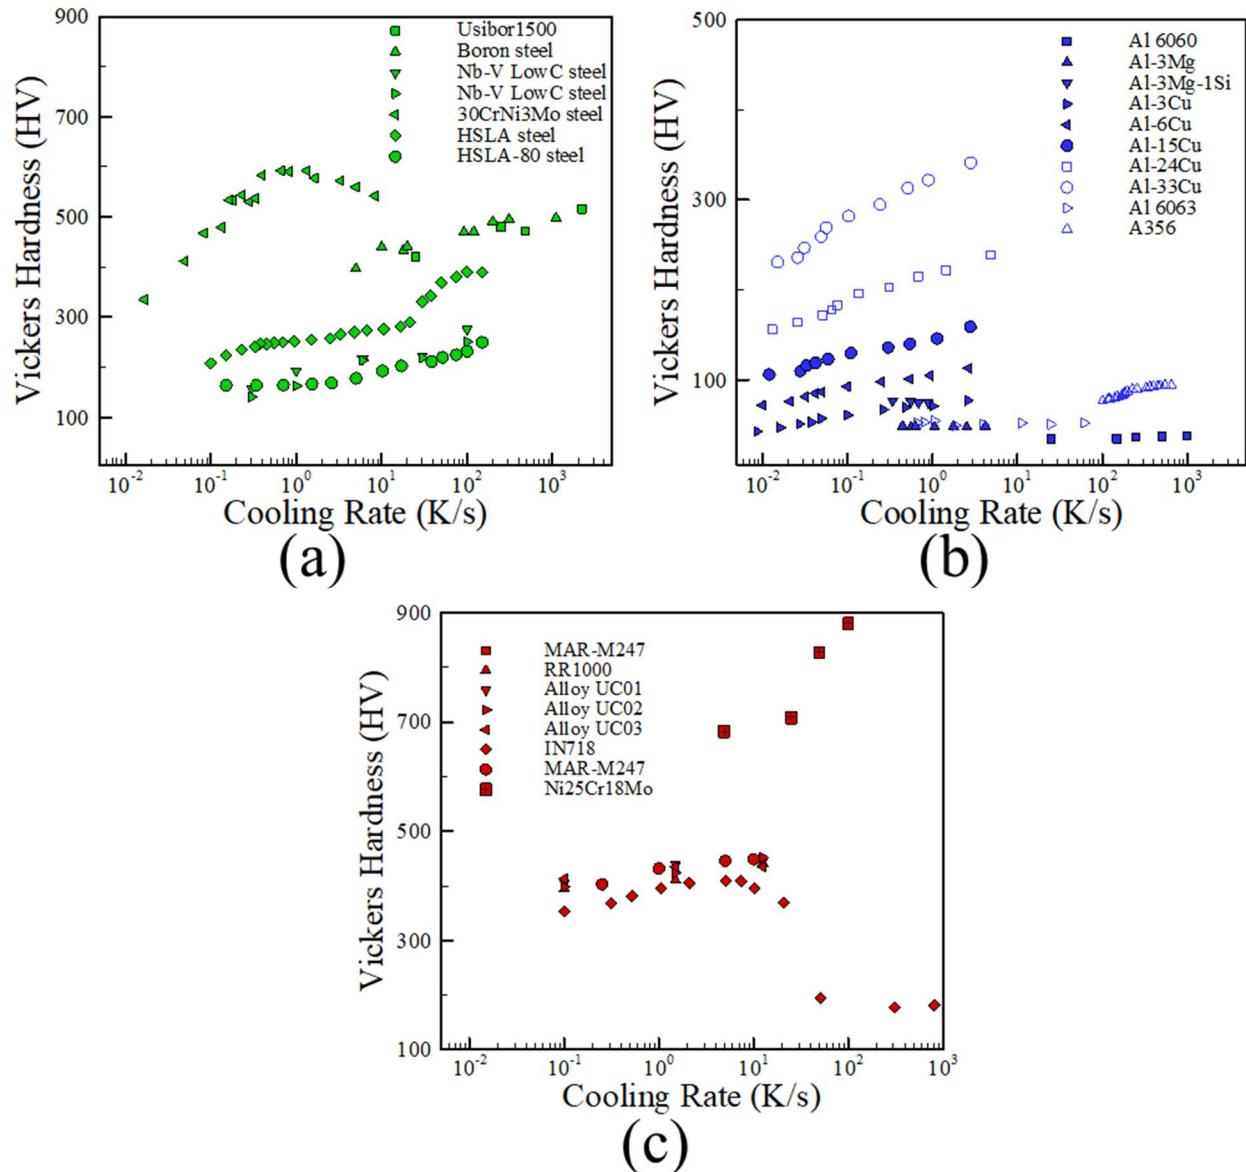 900
700
500
300
100
Vickers Hardness (HV)
Usibor1500
Boron steel
Nb-V LowC steel
Nb-V LowC steel
30CrNi3Mo steel
HSLA steel
HSLA-80 steel
10⁻² 10⁻¹ 10⁰ 10¹ 10² 10³
Cooling Rate (K/s)
(a)
500
300
100
Vickers Hardness (HV)
Al 6060
Al-3Mg
Al-3Mg-1Si
Al-3Cu
Al-6Cu
Al-15Cu
Al-24Cu
Al-33Cu
Al 6063
A356
10⁻² 10⁻¹ 10⁰ 10¹ 10² 10³
Cooling Rate (K/s)
(b)
900
700
500
300
100
Vickers Hardness (HV)
MAR-M247
RR1000
Alloy UC01
Alloy UC02
Alloy UC03
IN718
MAR-M247
Ni25Cr18Mo
10⁻² 10⁻¹ 10⁰ 10¹ 10² 10³
Cooling Rate (K/s)
(c)